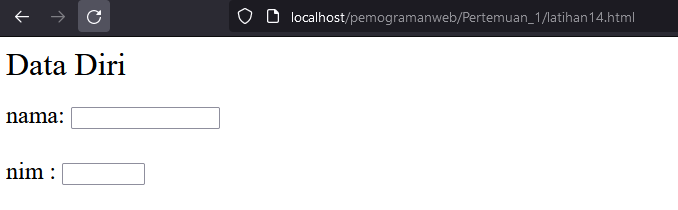 localhost/pemogramanweb/Pertemuan_1/latihan14.html
Data Diri
nama:
nim :